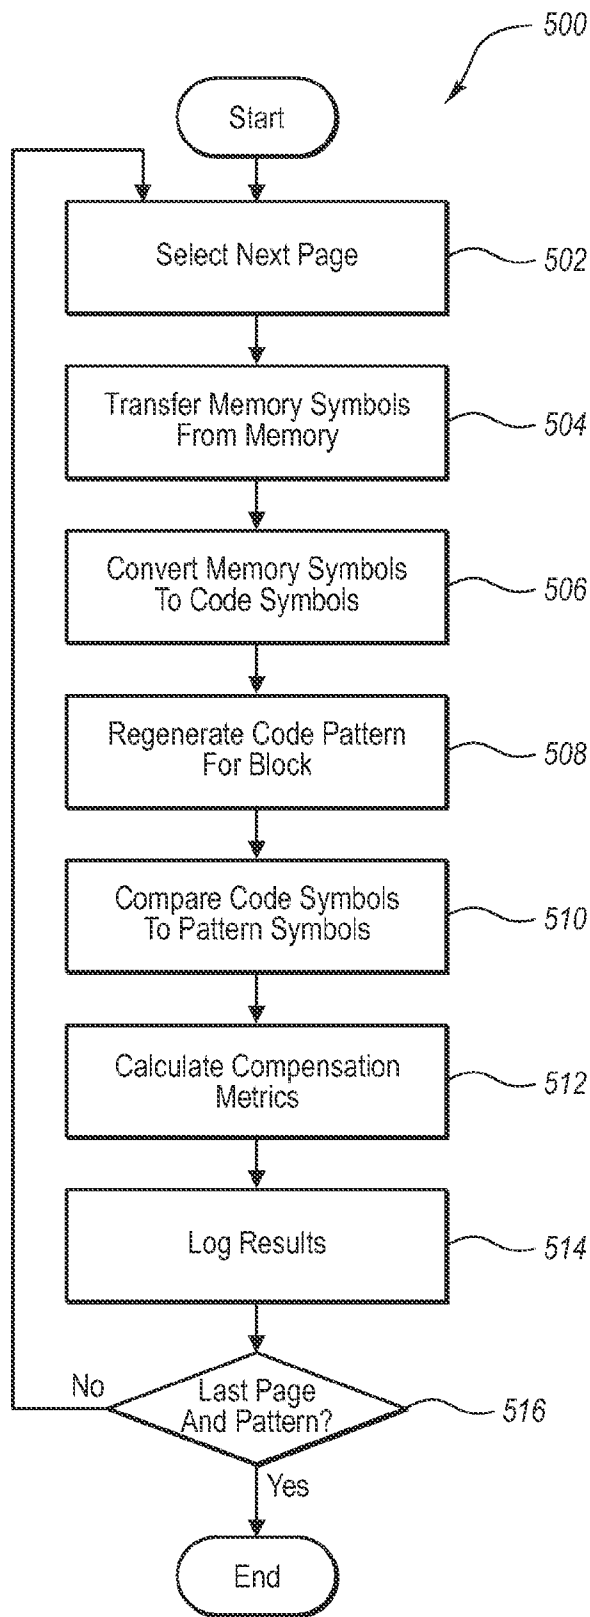 500
Start
Select Next Page
502
Transfer Memory Symbols
From Memory
504
Convert Memory Symbols
To Code Symbols
506
Regenerate Code Pattern
For Block
508
Compare Code Symbols
To Pattern Symbols
510
Calculate Compensation
Metrics
512
Log Results
514
No
Last Page
And Pattern?
516
Yes
End